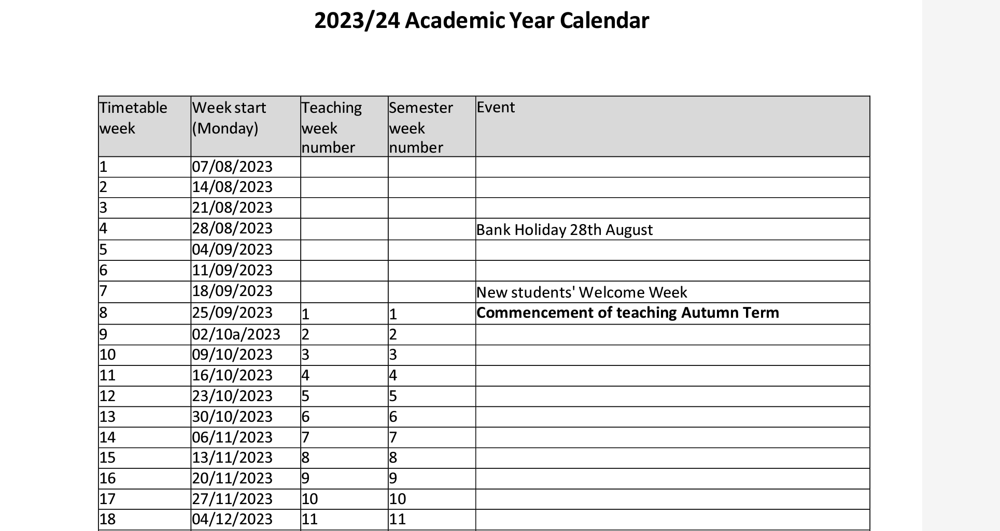 2023/24 Academic Year Calendar
Timetable week Week start (Monday) Teaching week number Semester week number Event
1 07/08/2023
2 14/08/2023
3 21/08/2023
4 28/08/2023 Bank Holiday 28th August
5 04/09/2023
6 11/09/2023
7 18/09/2023 New students' Welcome Week
8 25/09/2023 1 1 Commencement of teaching Autumn Term
9 02/10a/2023 2 2
10 09/10/2023 3 3
11 16/10/2023 4 4
12 23/10/2023 5 5
13 30/10/2023 6 6
14 06/11/2023 7 7
15 13/11/2023 8 8
16 20/11/2023 9 9
17 27/11/2023 10 10
18 04/12/2023 11 11